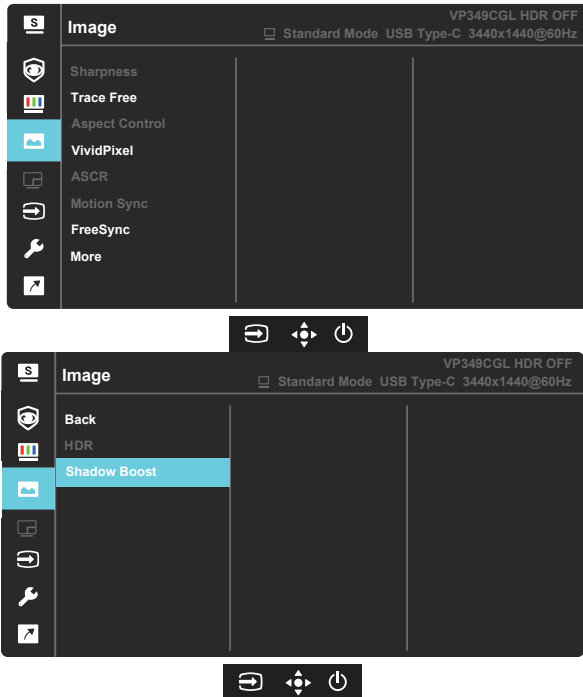 S
Image
VP349CGL HDR OFF
Standard Mode USB Type-C 3440x1440@60Hz
Sharpness
Trace Free
Aspect Control
VividPixel
ASCR
Motion Sync
FreeSync
More
S
Image
VP349CGL HDR OFF
Standard Mode USB Type-C 3440x1440@60Hz
Back
HDR
Shadow Boost